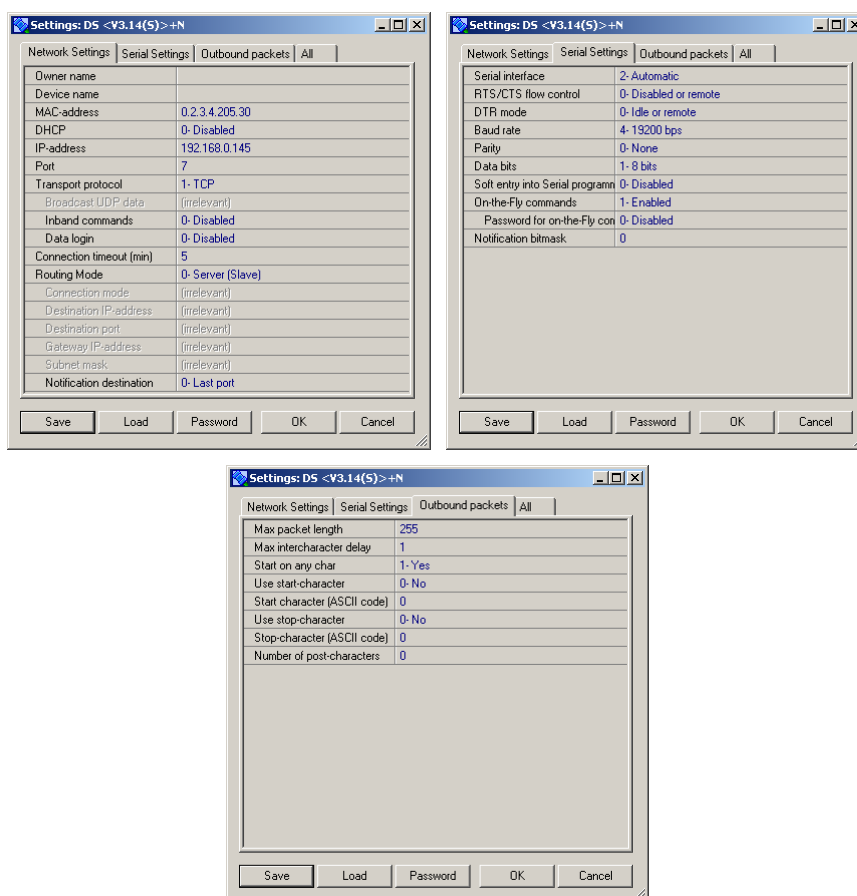 Settings: DS <V3.14(S)>+N
Network Settings Serial Settings Outbound packets All
Owner name
Device name
MAC-address 0.2.3.4.205.30
DHCP 0- Disabled
IP-address 192.168.0.145
Port 7
Transport protocol 1- TCP
Broadcast UDP data (irrelevant)
Inband commands 0- Disabled
Data login 0- Disabled
Connection timeout (min) 5
Routing Mode 0- Server (Slave)
Connection mode (irrelevant)
Destination IP-address (irrelevant)
Destination port (irrelevant)
Gateway IP-address (irrelevant)
Subnet mask (irrelevant)
Notification destination 0- Last port
Save Load Password OK Cancel
Settings: DS <V3.14(S)>+N
Network Settings Serial Settings Outbound packets All
Serial interface 2- Automatic
RTS/CTS flow control 0- Disabled or remote
DTR mode 0- Idle or remote
Baud rate 4- 19200 bps
Parity 0- None
Data bits 1- 8 bits
Soft entry into Serial programn 0- Disabled
On-the-Fly commands 1- Enabled
Password for on-the-Fly con 0- Disabled
Notification bitmask 0
Save Load Password OK Cancel
Settings: DS <V3.14(S)>+N
Network Settings Serial Settings Outbound packets All
Max packet length 255
Max intercharacter delay 1
Start on any char 1- Yes
Use start-character 0- No
Start character (ASCII code) 0
Use stop-character 0- No
Stop-character (ASCII code) 0
Number of post-characters 0
Save Load Password OK Cancel